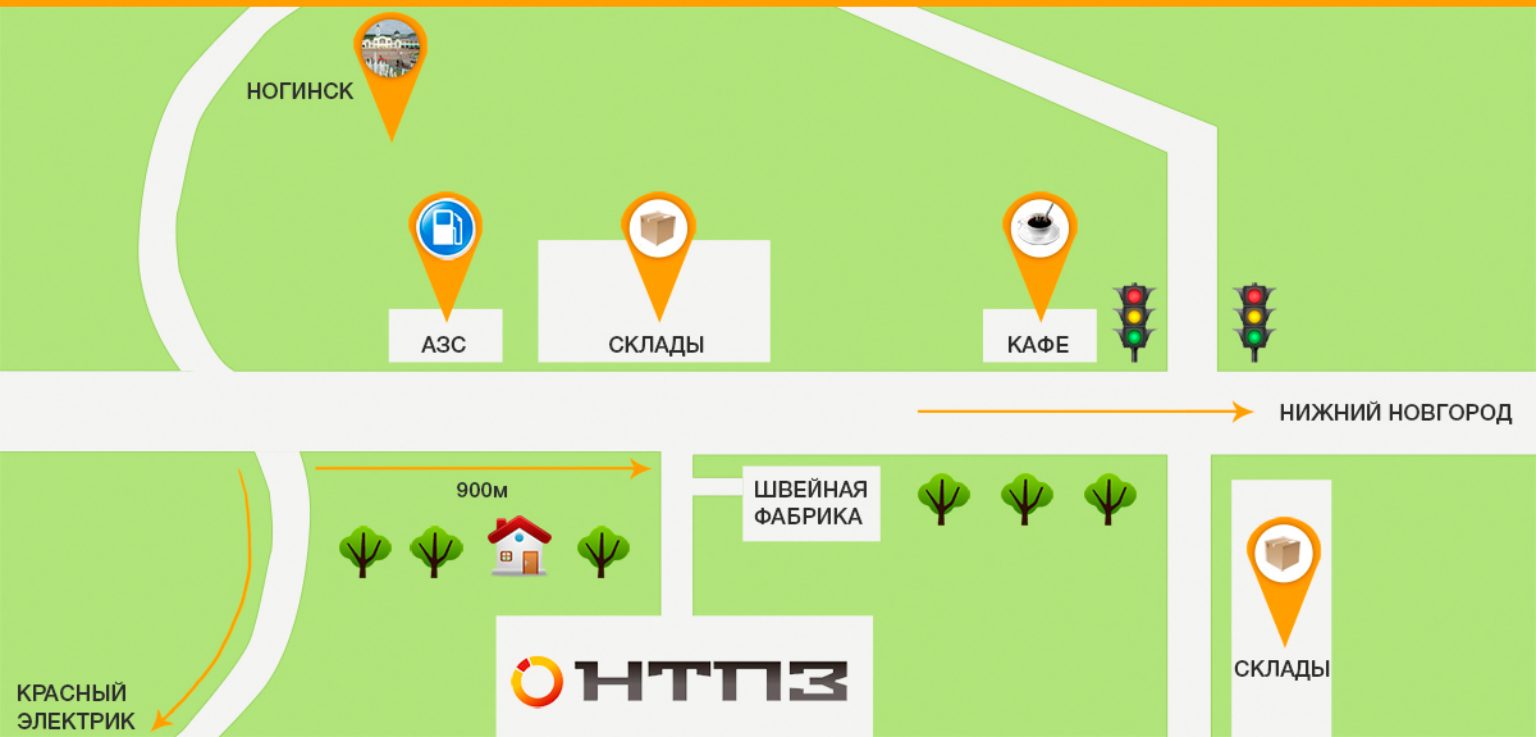 НОГИНСК
АЗС
СКЛАДЫ
КАФЕ
НИЖНИЙ НОВГОРОД
900м
ШВЕЙНАЯ
ФАБРИКА
НТПЗ
СКЛАДЫ
КРАСНЫЙ
ЭЛЕКТРИК